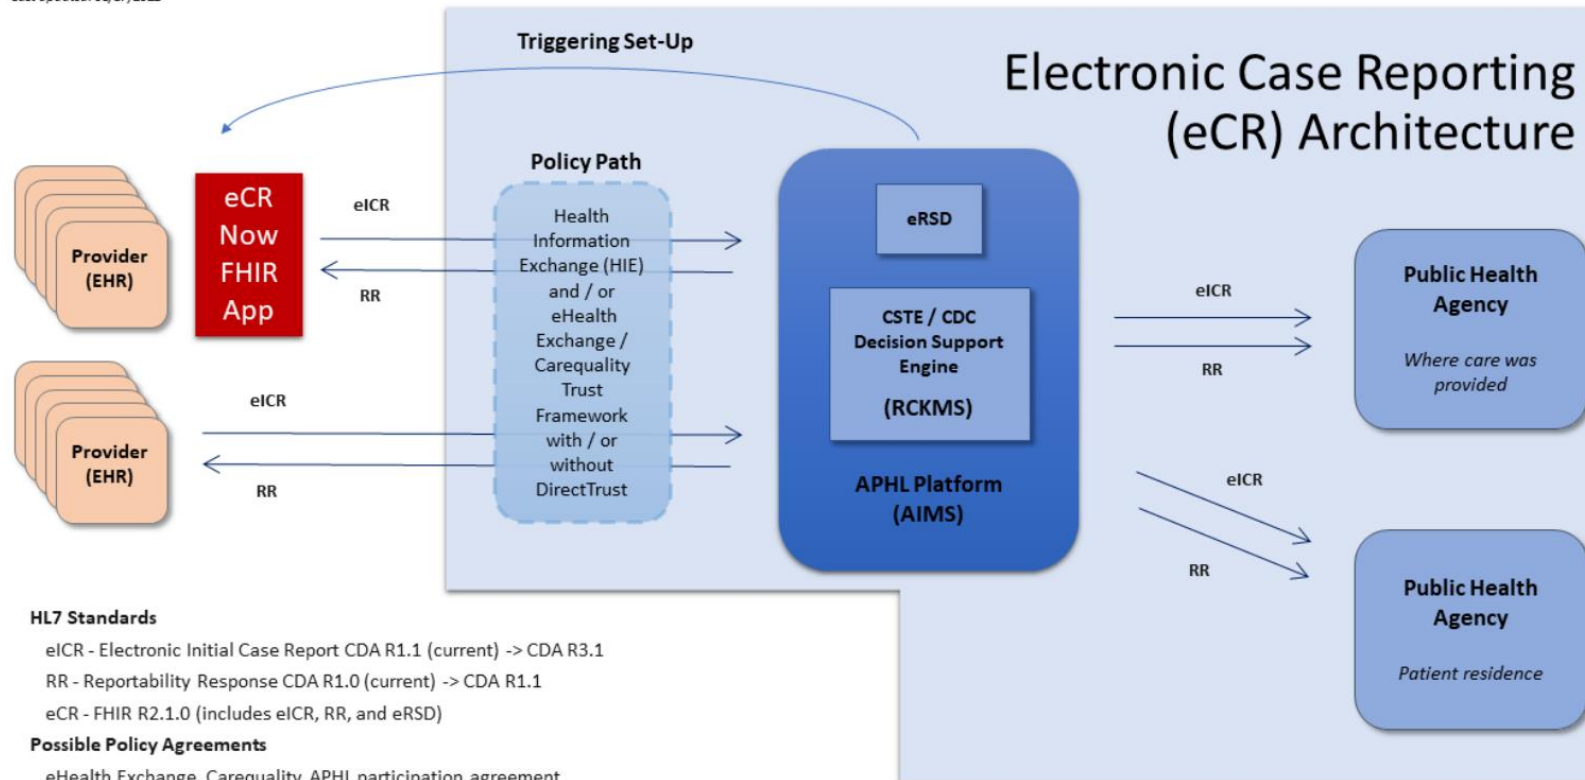 Triggering Set-Up
Electronic Case Reporting
(eCR) Architecture
Policy Path
Provider
(EHR)
eCR
Now
FHIR
App
eICR
RR
Health
Information
Exchange (HIE)
and / or
eHealth
Exchange /
Carequality
Trust
Framework
with / or
without
DirectTrust
eRSD
CSTE / CDC
Decision Support
Engine
(RCKMS)
APHL Platform
(AIMS)
eICR
RR
Public Health
Agency
Where care was
provided
Provider
(EHR)
eICR
RR
eICR
RR
Public Health
Agency
Patient residence
HL7 Standards
eICR - Electronic Initial Case Report CDA R1.1 (current) -> CDA R3.1
RR - Reportability Response CDA R1.0 (current) -> CDA R1.1
eCR - FHIR R2.1.0 (includes eICR, RR, and eRSD)
Possible Policy Agreements
eHealth Exchange, Carequality, APHL participation agreement